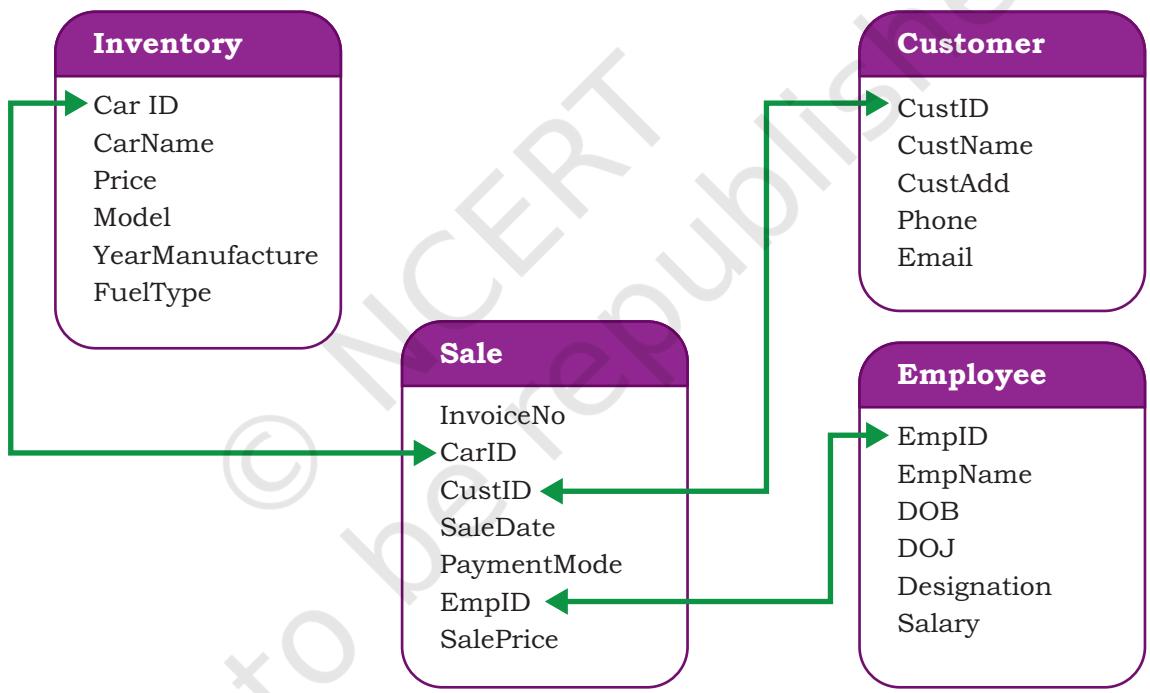 Inventory
Car ID
CarName
Price
Model
YearManufacture
FuelType
Customer
CustID
CustName
CustAdd
Phone
Email
Sale
InvoiceNo
CarID
CustID
SaleDate
PaymentMode
EmpID
SalePrice
Employee
EmpID
EmpName
DOB
DOJ
Designation
Salary
© NCERT
to be republishe